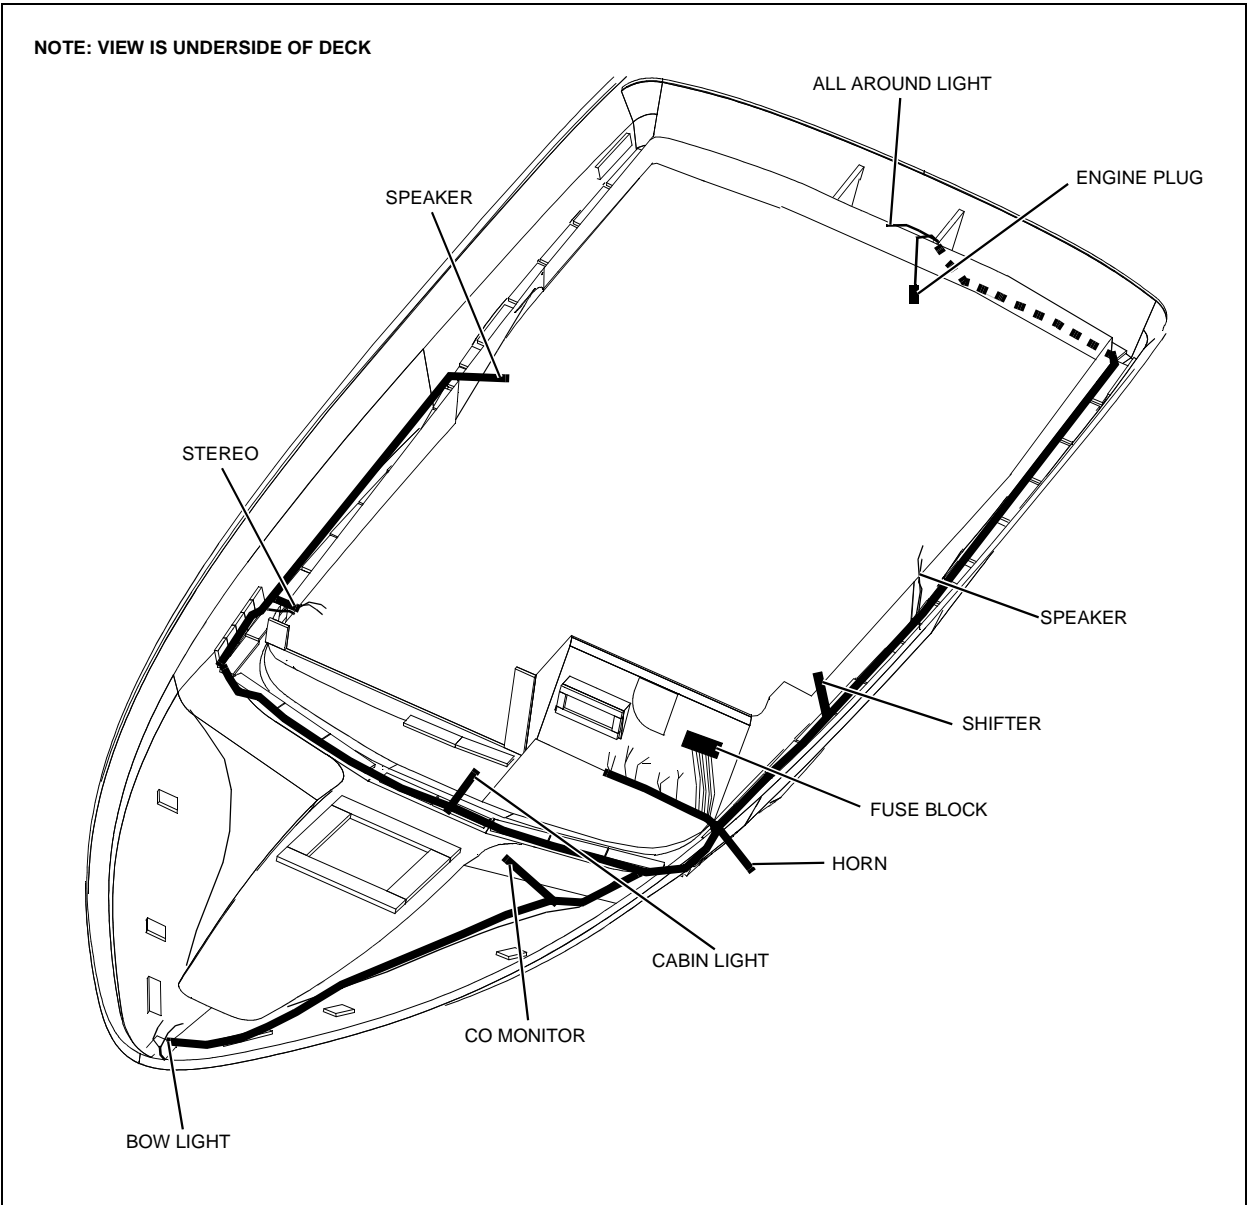 NOTE: VIEW IS UNDERSIDE OF DECK
ALL AROUND LIGHT
ENGINE PLUG
SPEAKER
STEREO
SPEAKER
SHIFTER
FUSE BLOCK
HORN
CABIN LIGHT
CO MONITOR
BOW LIGHT